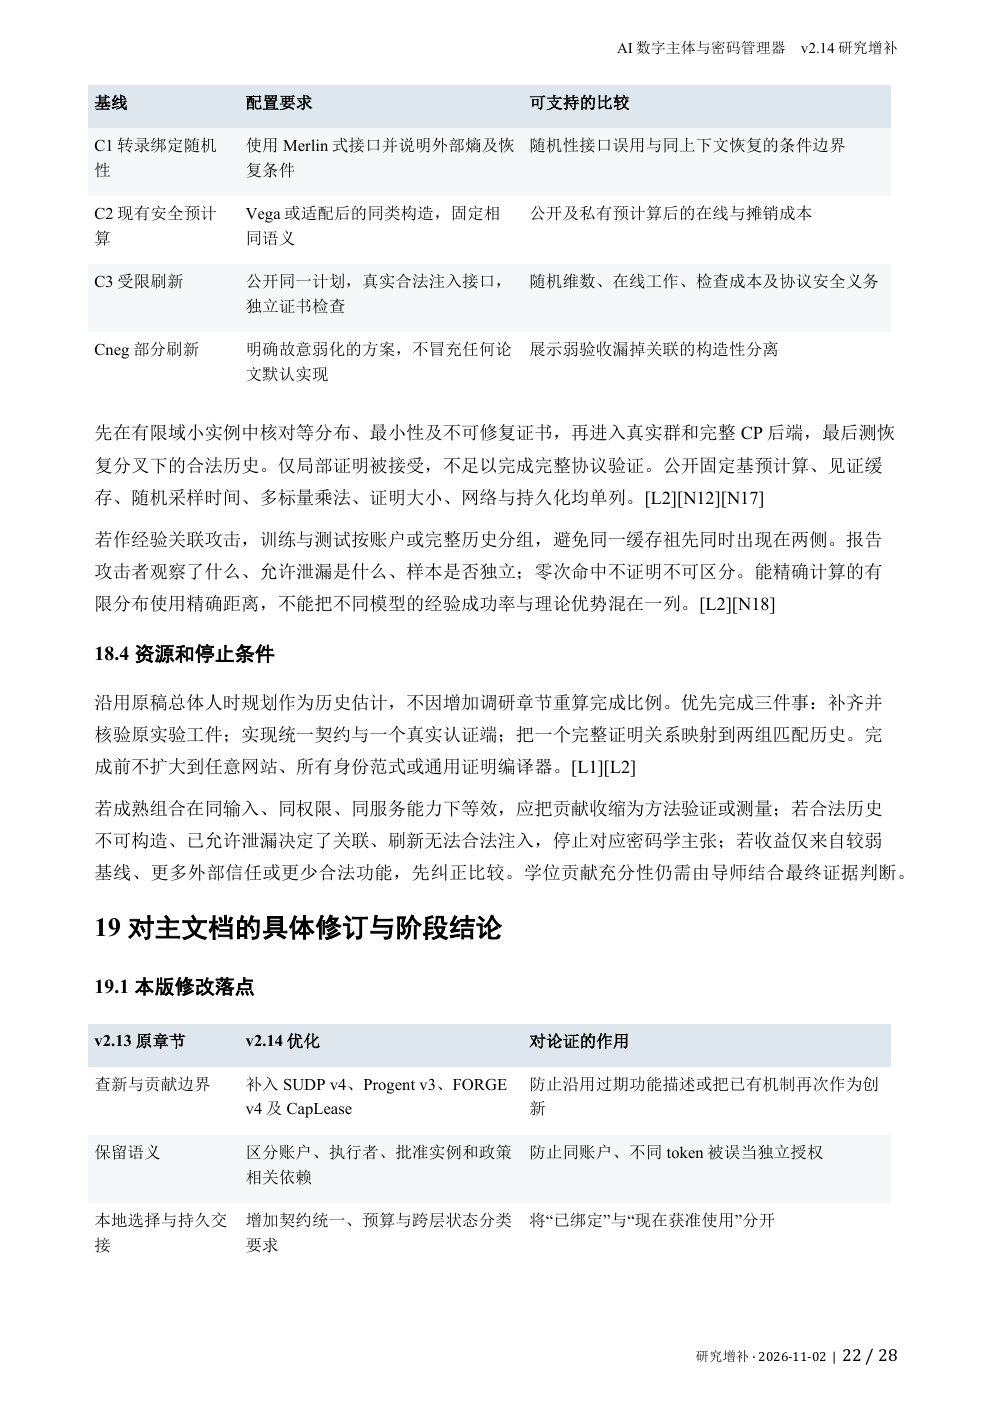 AI 数字主体与密码管理器 v2.14 研究增补
基线 配置要求 可支持的比较
C1 转录绑定随机 使用 Merlin 式接口并说明外部熵及恢 随机性接口误用与同上下文恢复的条件边界
性 复条件
C2 现有安全预计 Vega 或适配后的同类构造，固定相 公开及私有预计算后的在线与摊销成本
算 同语义
C3 受限刷新 公开同一计划，真实合法注入接口， 随机维数、在线工作、检查成本及协议安全义务
独立证书检查
Cneg 部分刷新 明确故意弱化的方案，不冒充任何论 展示弱验收漏掉关联的构造性分离
文默认实现
先在有限域小实例中核对等分布、最小性及不可修复证书，再进入真实群和完整 CP 后端，最后测恢
复分叉下的合法历史。仅局部证明被接受，不足以完成完整协议验证。公开固定基预计算、见证缓
存、随机采样时间、多标量乘法、证明大小、网络与持久化均单列。[L2][N12][N17]
若作经验关联攻击，训练与测试按账户或完整历史分组，避免同一缓存祖先同时出现在两侧。报告
攻击者观察了什么、允许泄漏是什么、样本是否独立；零次命中不证明不可区分。能精确计算的有
限分布使用精确距离，不能把不同模型的经验成功率与理论优势混在一列。[L2][N18]
18.4 资源和停止条件
沿用原稿总体人时规划作为历史估计，不因增加调研章节重算完成比例。优先完成三件事：补齐并
核验原实验工件；实现统一契约与一个真实认证端；把一个完整证明关系映射到两组匹配历史。完
成前不扩大到任意网站、所有身份范式或通用证明编译器。[L1][L2]
若成熟组合在同输入、同权限、同服务能力下等效，应把贡献收缩为方法验证或测量；若合法历史
不可构造、已允许泄漏决定了关联、刷新无法合法注入，停止对应密码学主张；若收益仅来自较弱
基线、更多外部信任或更少合法功能，先纠正比较。学位贡献充分性仍需由导师结合最终证据判断。
19 对主文档的具体修订与阶段结论
19.1 本版修改落点
v2.13 原章节 v2.14 优化 对论证的作用
查新与贡献边界 补入 SUDP v4、Progent v3、FORGE 防止沿用过期功能描述或把已有机制再次作为创
v4 及 CapLease 新
保留语义 区分账户、执行者、批准实例和政策 防止同账户、不同 token 被误当独立授权
相关依赖
本地选择与持久交 增加契约统一、预算与跨层状态分类 将“已绑定”与“现在获准使用”分开
接 要求
研究增补 · 2026-11-02 | 22 / 28